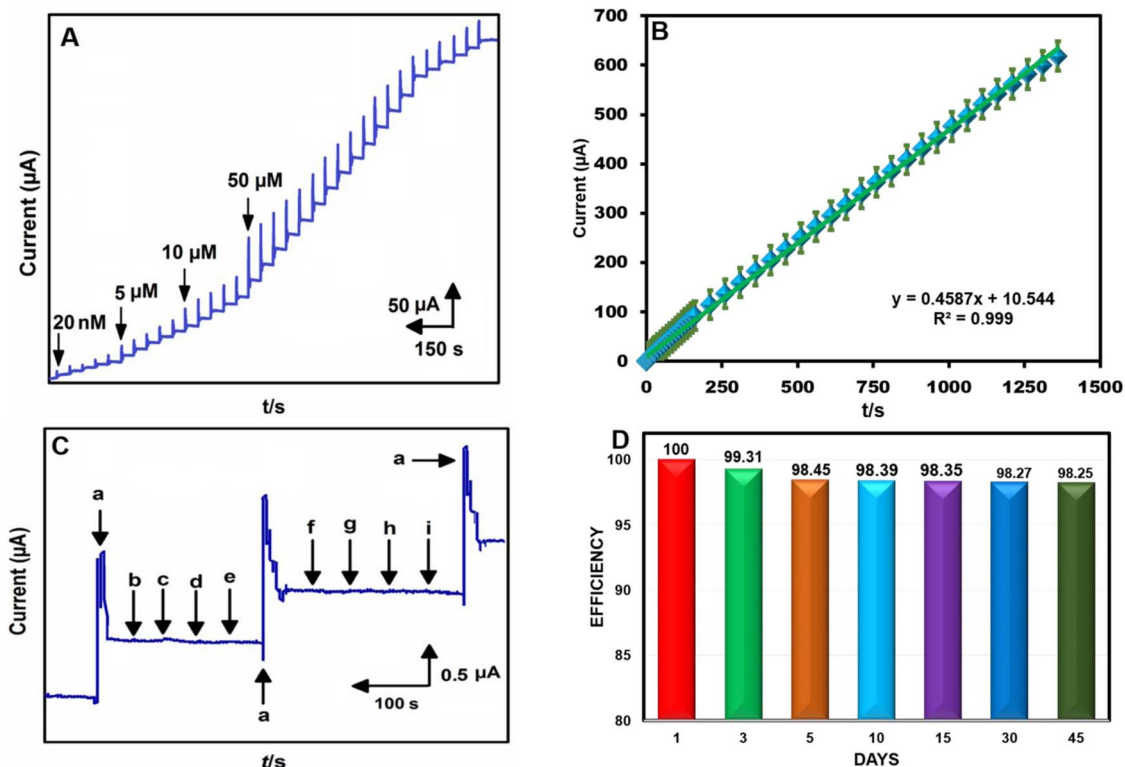 A
Current (µA)
20 nM
5 µM
10 µM
50 µM
50 µA
150 s
t/s
B
Current (µA)
700
600
500
400
300
200
100
0
y = 0.4587x + 10.544
R² = 0.999
0 250 500 750 1000 1250 1500
t/s
C
Current (µA)
a
b c d e
a
f g h i
a
0.5 µA
100 s
t/s
D
EFFICIENCY
100
95
90
85
80
100 99.31 98.45 98.39 98.35 98.27 98.25
1 3 5 10 15 30 45
DAYS